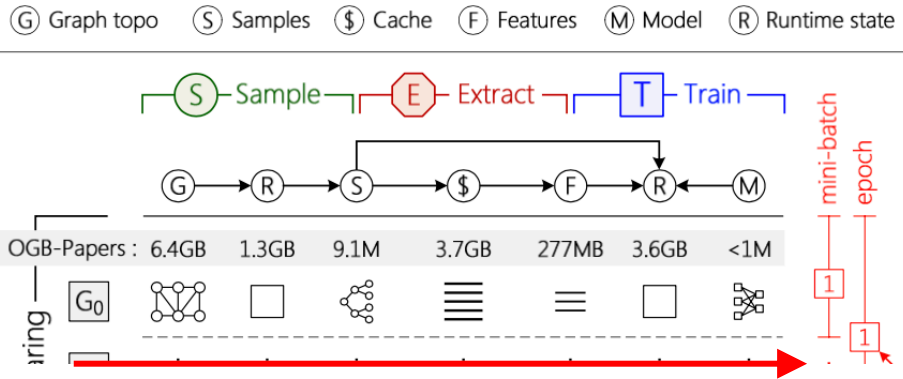 G Graph topo S Samples $ Cache F Features M Model R Runtime state
S Sample E Extract T Train
mini-batch
epoch
G R S $ F R M
OGB-Papers : 6.4GB 1.3GB 9.1M 3.7GB 277MB 3.6GB <1M
G0
1
1
aring